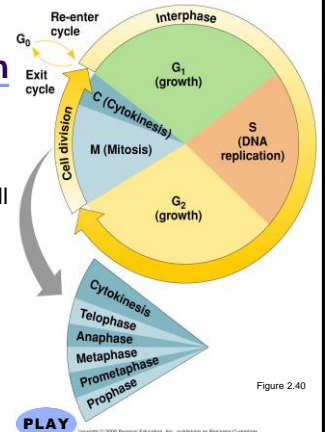 Re-enter
cycle
G0
Exit
cycle
Interphase
G1
(growth)
S
(DNA
replication)
G2
(growth)
M (Mitosis)
C (Cytokinesis)
Cell division
Cytokinesis
Telophase
Anaphase
Metaphase
Prometaphase
Prophase
Figure 2.40
PLAY